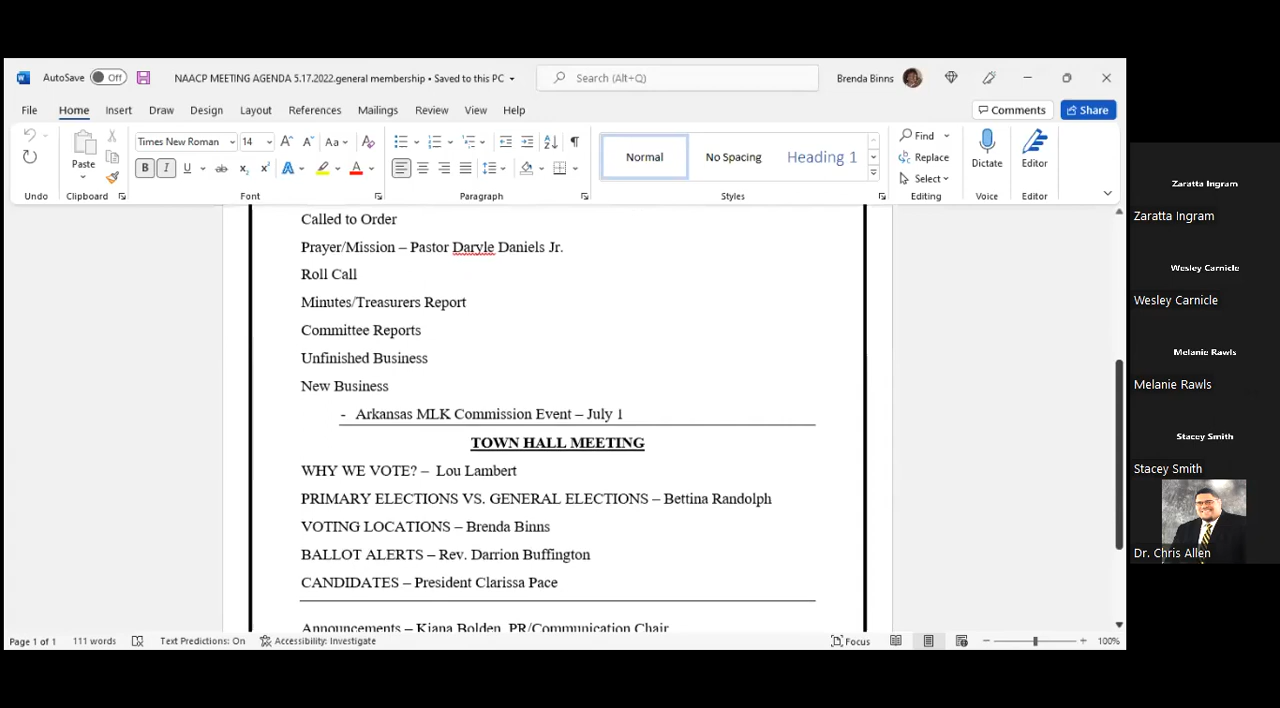 AutoSave Off NAACP MEETING AGENDA 5.17.2022.general membership • Saved to this PC Search (Alt+Q) Brenda Binns
File Home Insert Draw Design Layout References Mailings Review View Help Comments Share
Times New Roman 14 Aa Normal No Spacing Heading 1 Find
Paste Replace Dictate Editor
B I U ab x₂ x² A A Select
Undo Clipboard Font Paragraph Styles Editing Voice Editor
Called to Order
Prayer/Mission – Pastor Daryle Daniels Jr.
Roll Call
Minutes/Treasurers Report
Committee Reports
Unfinished Business
New Business
- Arkansas MLK Commission Event – July 1
TOWN HALL MEETING
WHY WE VOTE? – Lou Lambert
PRIMARY ELECTIONS VS. GENERAL ELECTIONS – Bettina Randolph
VOTING LOCATIONS – Brenda Binns
BALLOT ALERTS – Rev. Darrion Buffington
CANDIDATES – President Clarissa Pace
Announcements – Kiana Bolden, PR/Communication Chair
Page 1 of 1 111 words Text Predictions: On Accessibility: Investigate Focus 100%
Zaratta Ingram
Zaratta Ingram
Wesley Carnicle
Wesley Carnicle
Melanie Rawls
Melanie Rawls
Stacey Smith
Stacey Smith
Dr. Chris Allen